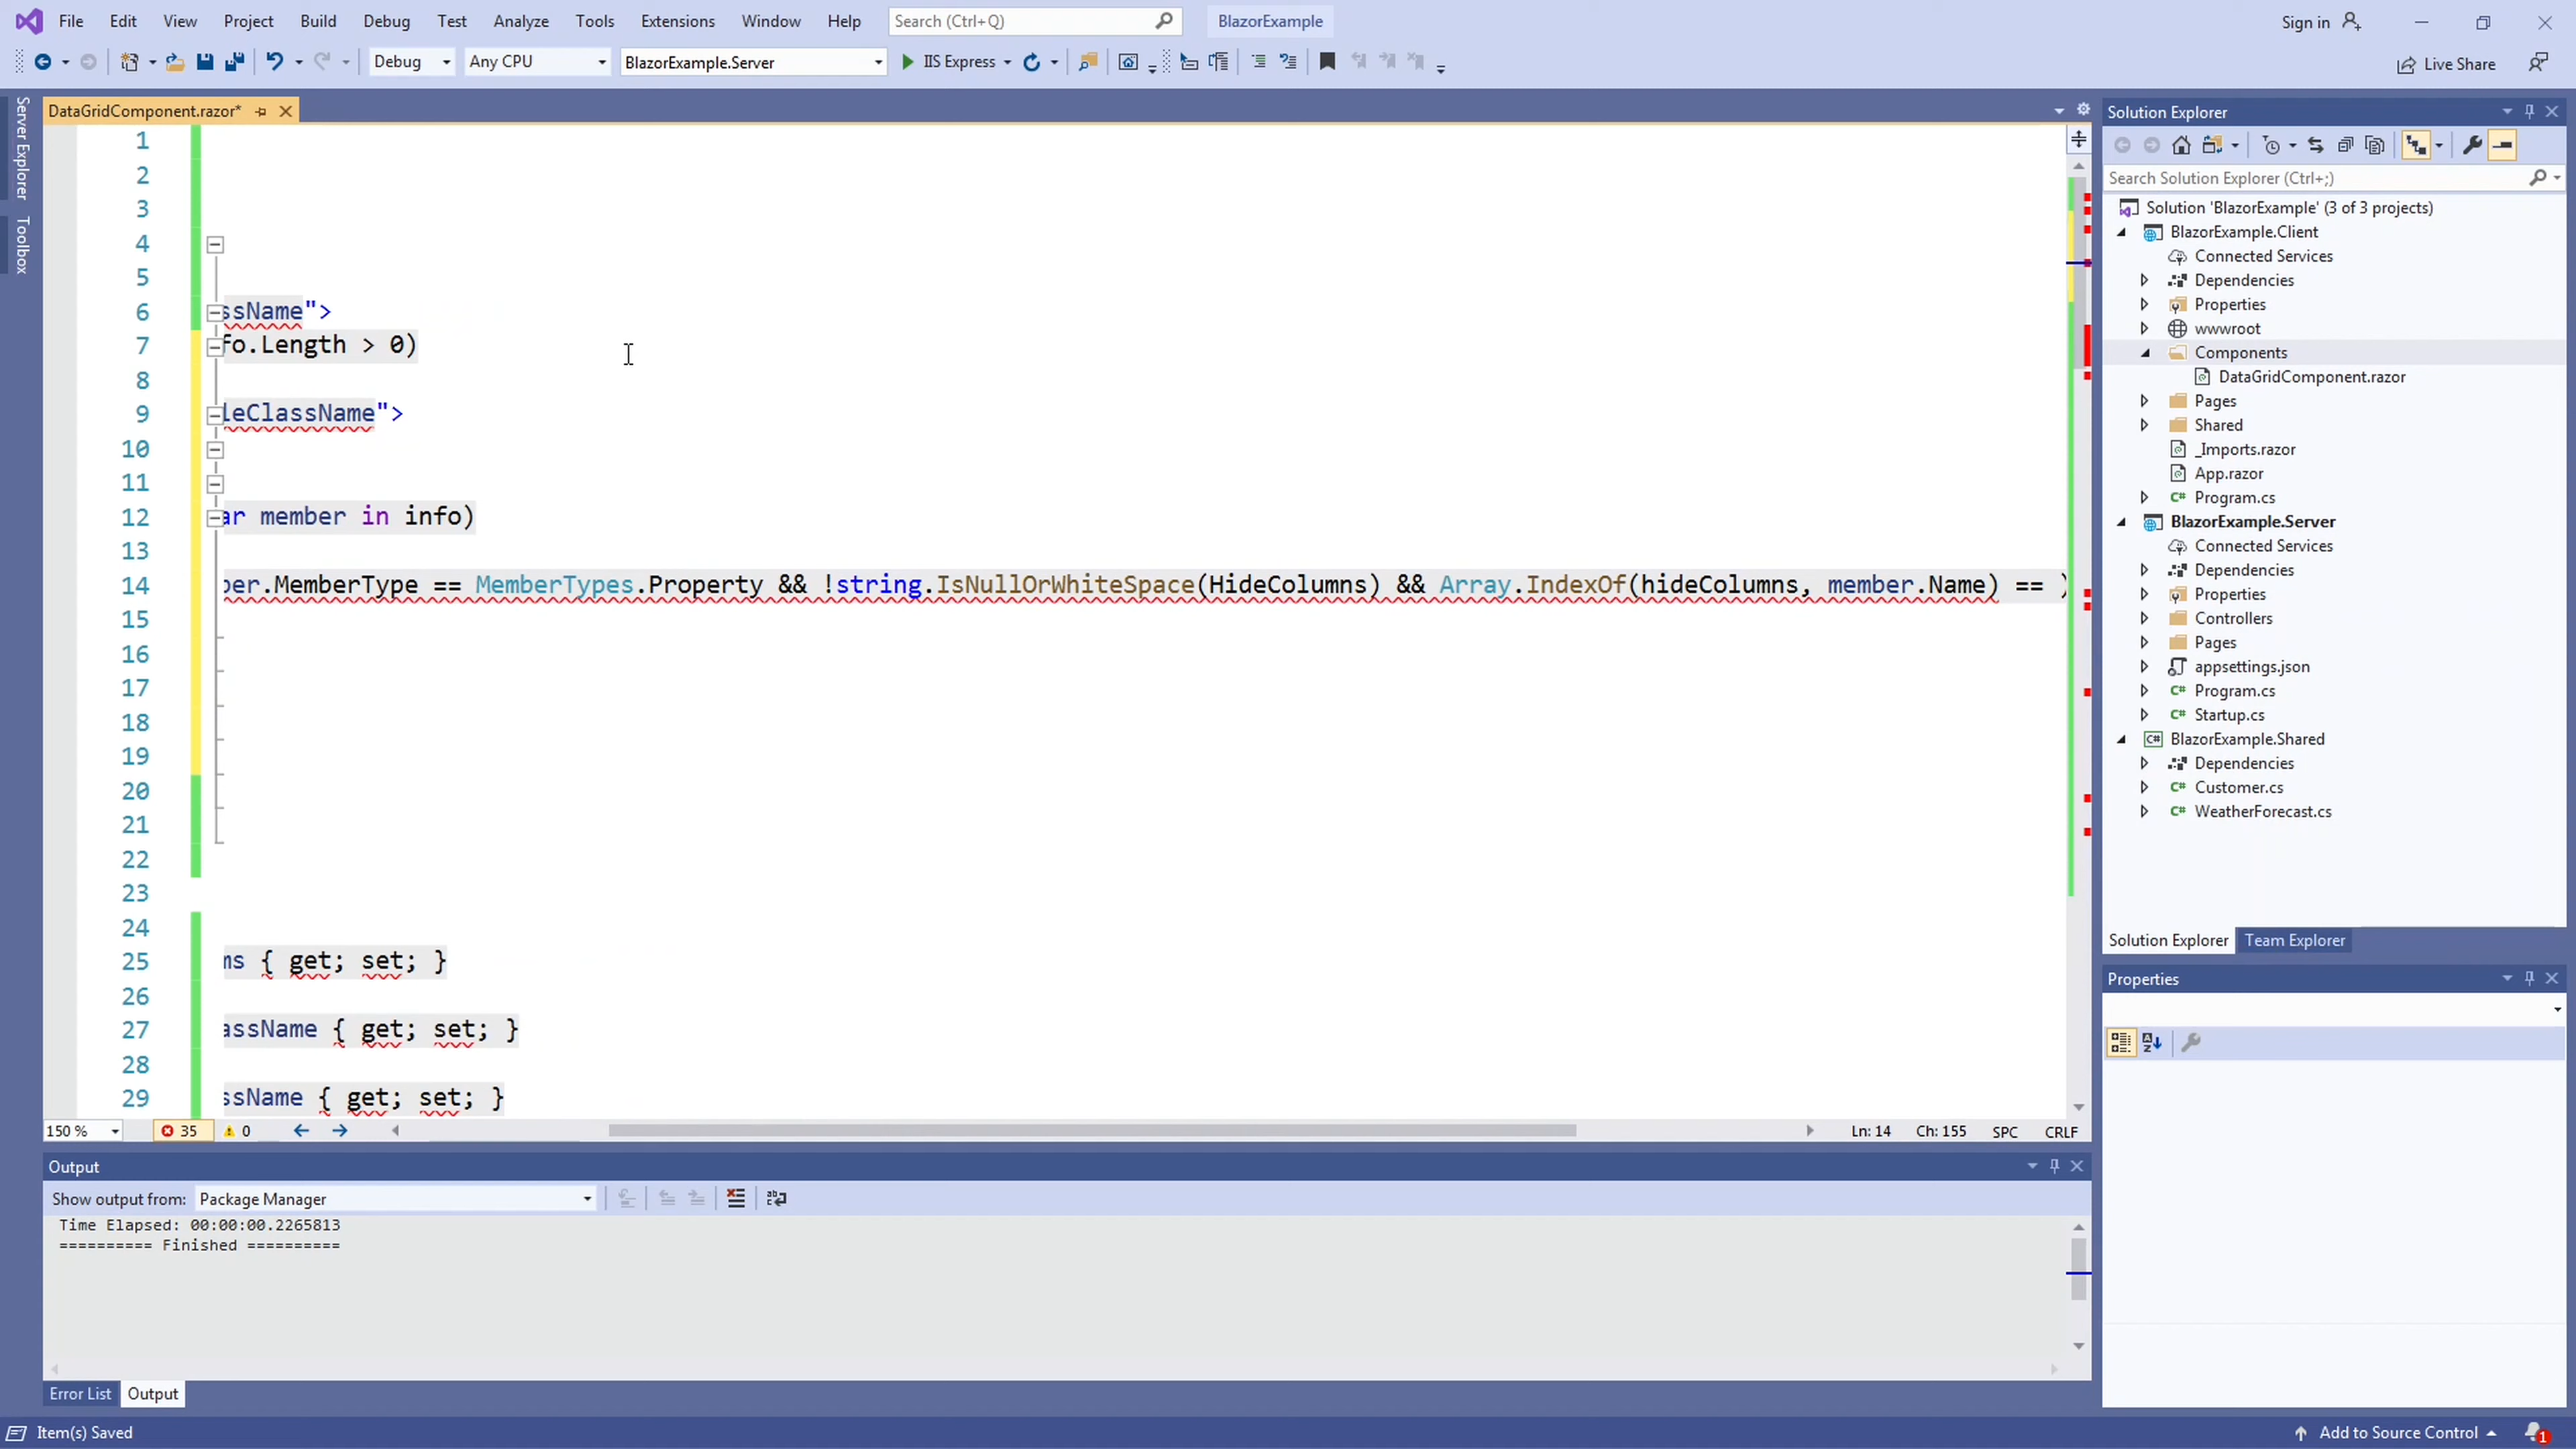 File Edit View Project Build Debug Test Analyze Tools Extensions Window Help Search (Ctrl+Q) BlazorExample Sign in
Debug Any CPU BlazorExample.Server IIS Express Live Share
Server Explorer
Toolbox
DataGridComponent.razor*
1
2
3
4
5
6 ssName">
7 fo.Length > 0)
8
9 leClassName">
10
11
12 ar member in info)
13
14 ber.MemberType == MemberTypes.Property && !string.IsNullOrWhiteSpace(HideColumns) && Array.IndexOf(hideColumns, member.Name) == )
15
16
17
18
19
20
21
22
23
24
25 ms { get; set; }
26
27 assName { get; set; }
28
29 ssName { get; set; }
150 % 35 0 Ln: 14 Ch: 155 SPC CRLF
Output
Show output from: Package Manager
Time Elapsed: 00:00:00.2265813
========== Finished ==========
Error List Output
Solution Explorer
Search Solution Explorer (Ctrl+;)
Solution 'BlazorExample' (3 of 3 projects)
BlazorExample.Client
Connected Services
Dependencies
Properties
wwwroot
Components
DataGridComponent.razor
Pages
Shared
_Imports.razor
App.razor
C# Program.cs
BlazorExample.Server
Connected Services
Dependencies
Properties
Controllers
Pages
appsettings.json
C# Program.cs
C# Startup.cs
C# BlazorExample.Shared
Dependencies
C# Customer.cs
C# WeatherForecast.cs
Solution Explorer Team Explorer
Properties
Item(s) Saved Add to Source Control 1